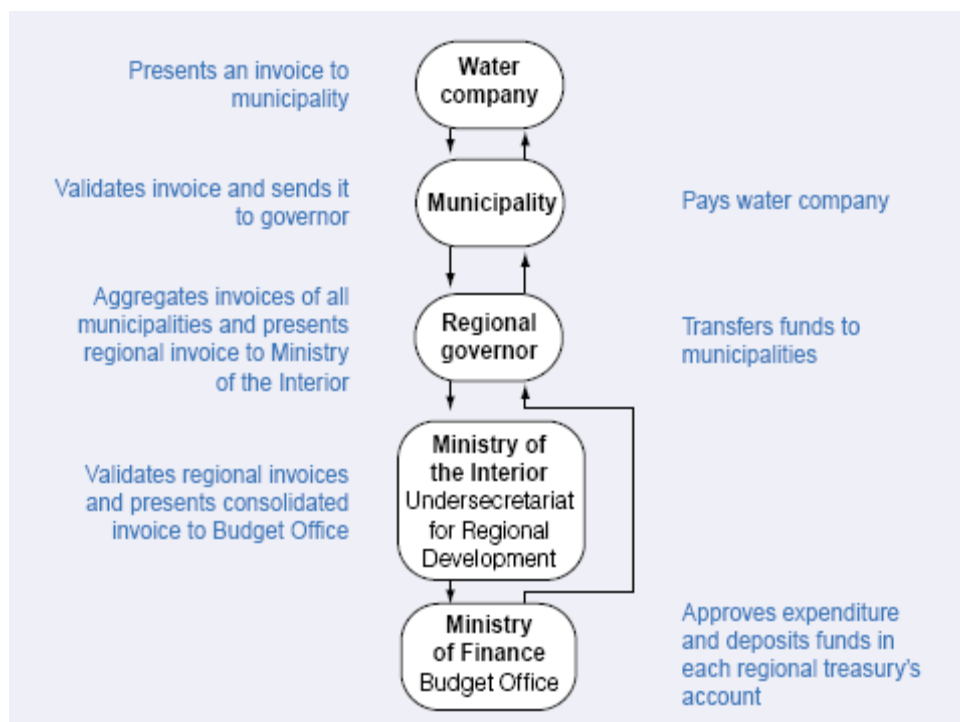 Presents an invoice to
municipality
Water
company
Validates invoice and sends it
to governor
Municipality
Pays water company
Aggregates invoices of all
municipalities and presents
regional invoice to Ministry
of the Interior
Regional
governor
Transfers funds to
municipalities
Validates regional invoices
and presents consolidated
invoice to Budget Office
Ministry of
the Interior
Undersecretariat
for Regional
Development
Ministry
of Finance
Budget Office
Approves expenditure
and deposits funds in
each regional treasury's
account